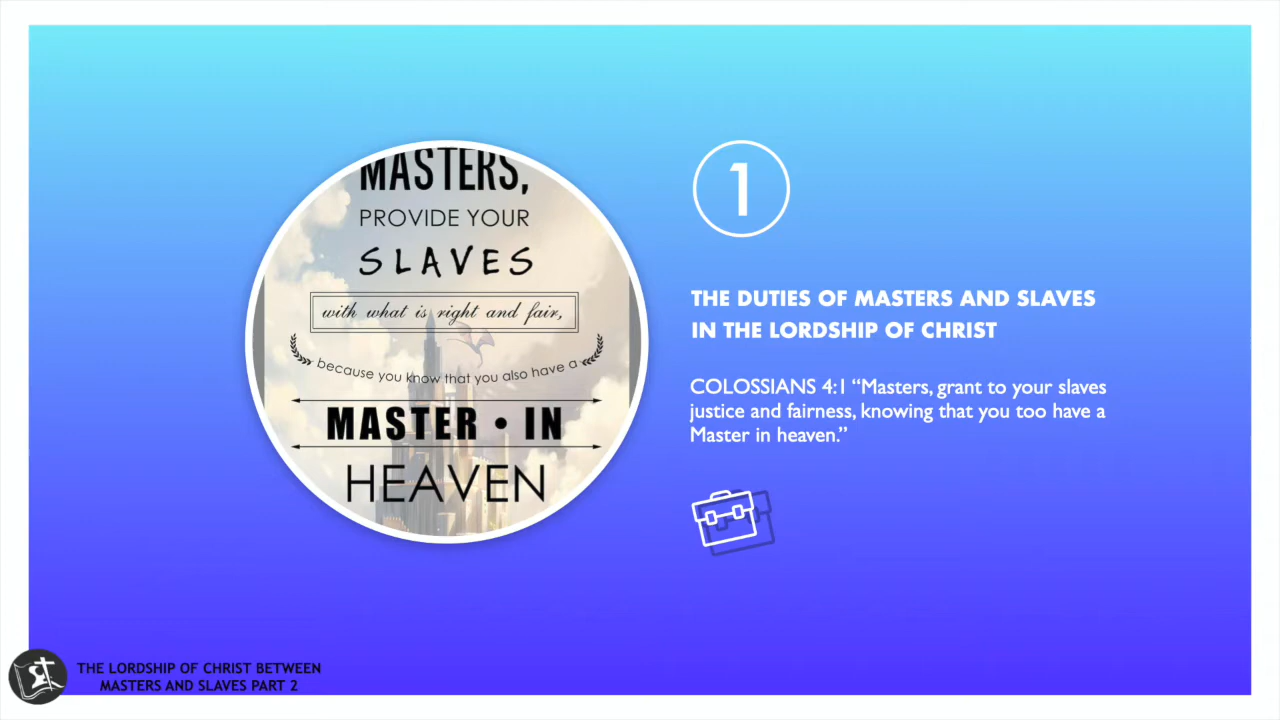 MASTERS,
PROVIDE YOUR
SLAVES
with what is right and fair,
because you know that you also have a
MASTER • IN
HEAVEN
1
THE DUTIES OF MASTERS AND SLAVES
IN THE LORDSHIP OF CHRIST
COLOSSIANS 4:1 “Masters, grant to your slaves
justice and fairness, knowing that you too have a
Master in heaven.”
THE LORDSHIP OF CHRIST BETWEEN
MASTERS AND SLAVES PART 2